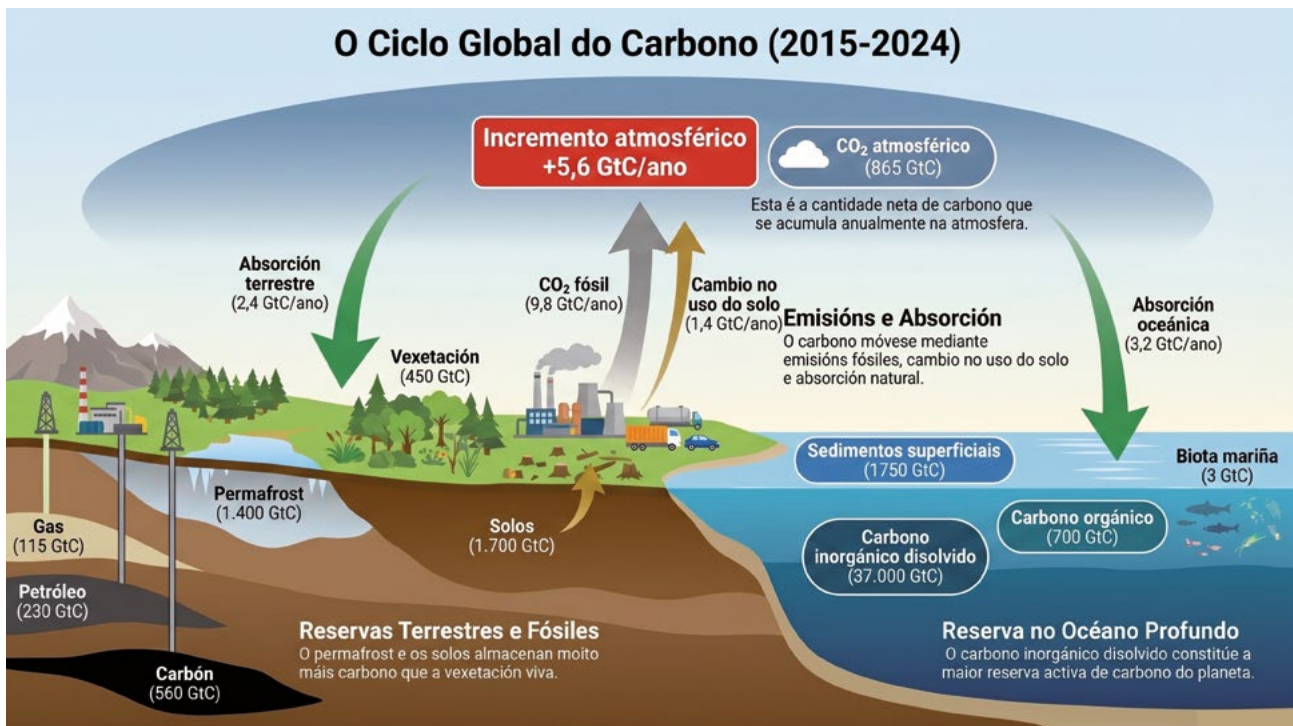 O Ciclo Global do Carbono (2015-2024)
Incremento atmosférico
+5,6 GtC/ano
CO₂ atmosférico
(865 GtC)
Esta é a cantidade neta de carbono que
se acumula anualmente na atmosfera.
Absorción
terrestre
(2,4 GtC/ano)
CO₂ fósil
(9,8 GtC/ano)
Cambio no
uso do solo
(1,4 GtC/ano)
Emisións e Absorción
O carbono móvese mediante
emisións fósiles, cambio no uso do solo
e absorción natural.
Absorción
oceánica
(3,2 GtC/ano)
Vexetación
(450 GtC)
Permafrost
(1.400 GtC)
Solos
(1.700 GtC)
Gas
(115 GtC)
Petróleo
(230 GtC)
Carbón
(560 GtC)
Reservas Terrestres e Fósiles
O permafrost e os solos almacenan moito
máis carbono que a vexetación viva.
Sedimentos superficiais
(1750 GtC)
Biota mariña
(3 GtC)
Carbono orgánico
(700 GtC)
Carbono
inorgánico disolvido
(37.000 GtC)
Reserva no Océano Profundo
O carbono inorgánico disolvido constitúe a
maior reserva activa de carbono do planeta.